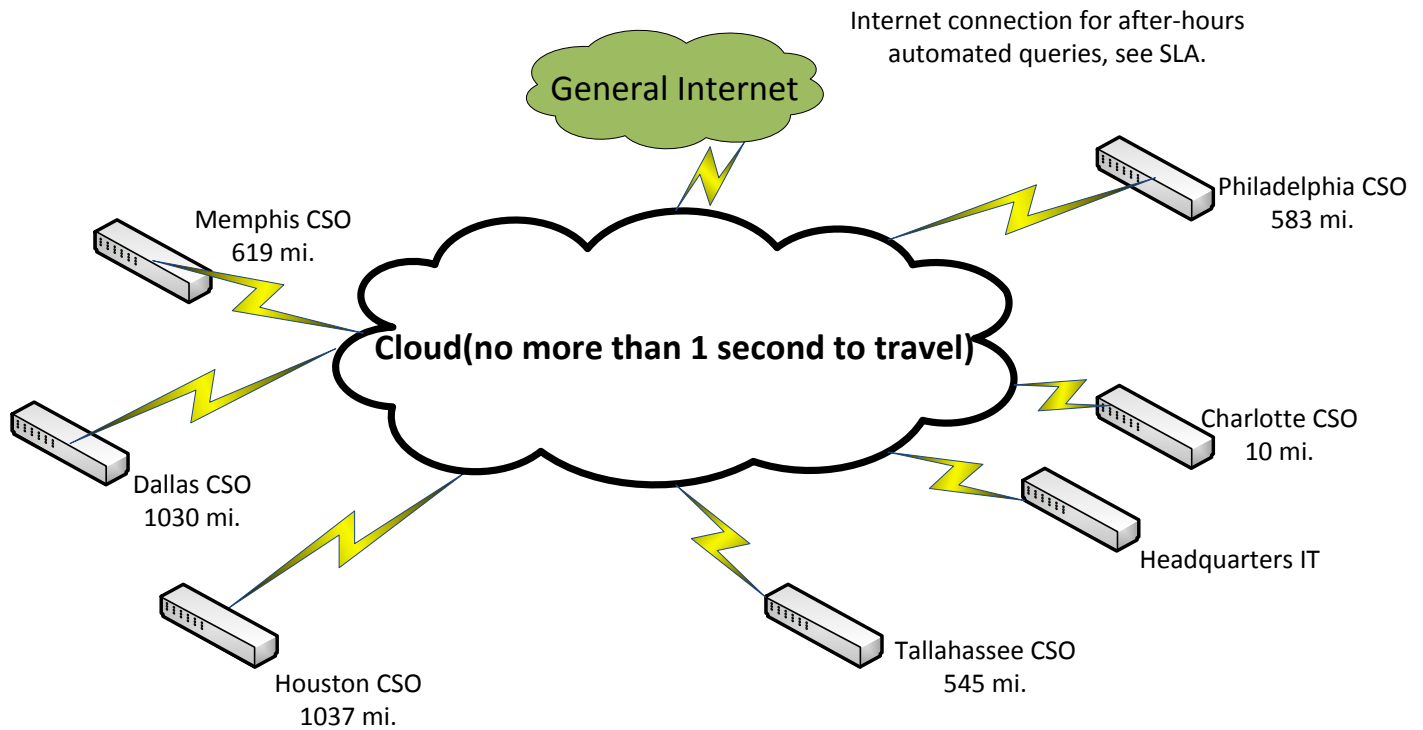 Internet connection for after-hours
automated queries, see SLA.
General Internet
Philadelphia CSO
583 mi.
Memphis CSO
619 mi.
Cloud(no more than 1 second to travel)
Charlotte CSO
10 mi.
Dallas CSO
1030 mi.
Headquarters IT
Tallahassee CSO
545 mi.
Houston CSO
1037 mi.